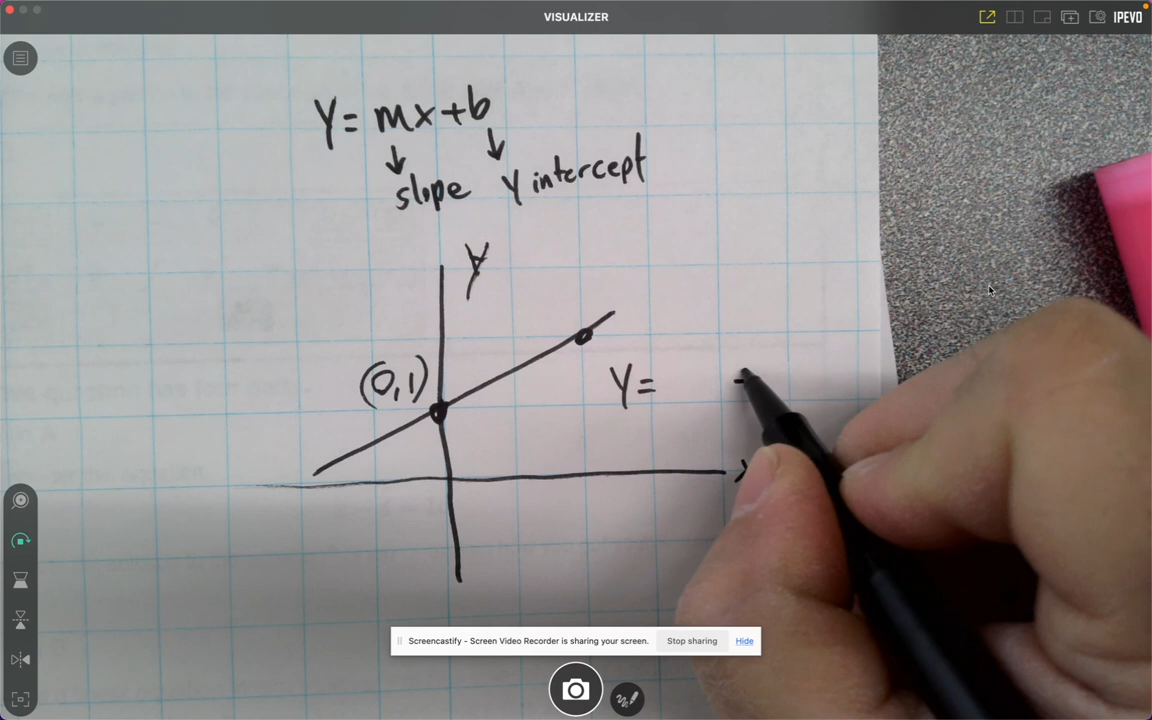 VISUALIZER
IPEVO
Y = mx + b
slope Y intercept
y
(0,1)
Y =
x
Screencastify - Screen Video Recorder is sharing your screen. Stop sharing Hide